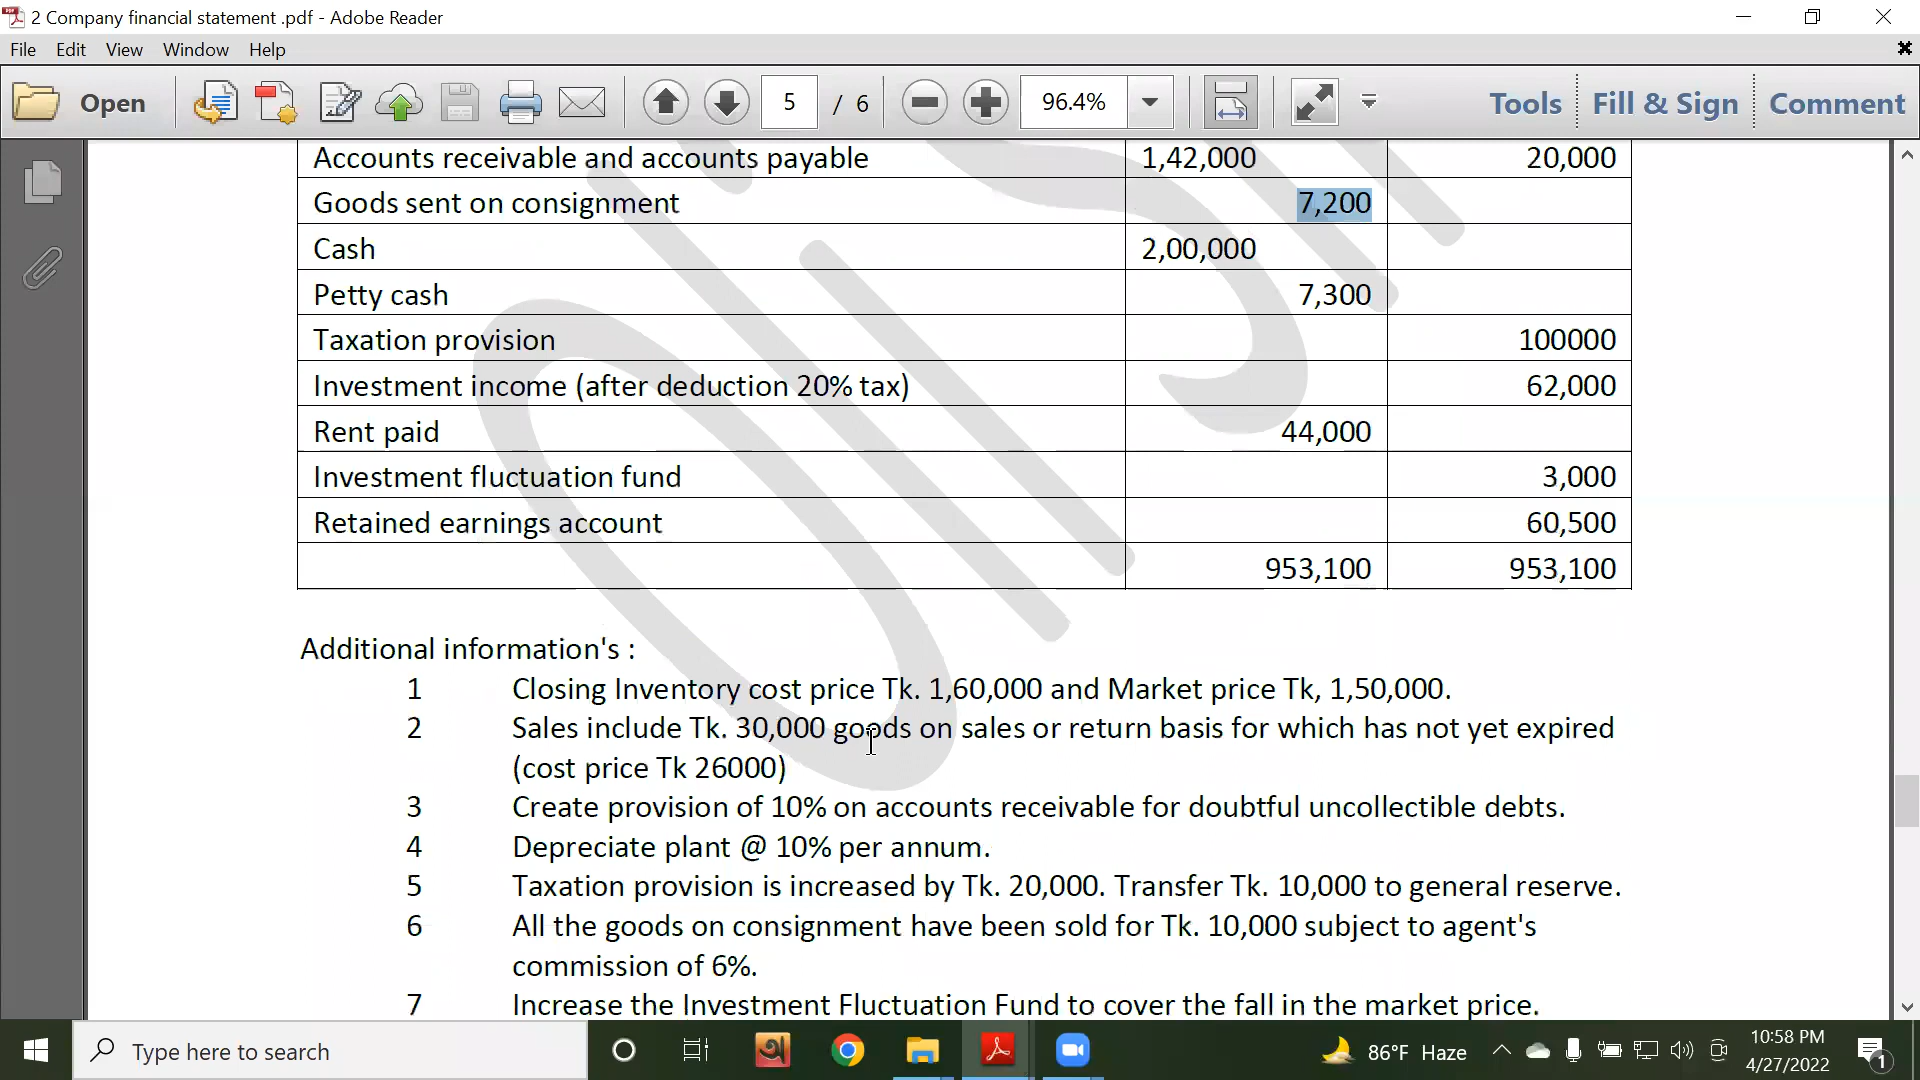 2 Company financial statement .pdf - Adobe Reader
File Edit View Window Help
Open 5 / 6 96.4% Tools Fill & Sign Comment
Accounts receivable and accounts payable 1,42,000 20,000
Goods sent on consignment 7,200
Cash 2,00,000
Petty cash 7,300
Taxation provision 100000
Investment income (after deduction 20% tax) 62,000
Rent paid 44,000
Investment fluctuation fund 3,000
Retained earnings account 60,500
953,100 953,100
Additional information's :
1 Closing Inventory cost price Tk. 1,60,000 and Market price Tk, 1,50,000.
2 Sales include Tk. 30,000 goods on sales or return basis for which has not yet expired
(cost price Tk 26000)
3 Create provision of 10% on accounts receivable for doubtful uncollectible debts.
4 Depreciate plant @ 10% per annum.
5 Taxation provision is increased by Tk. 20,000. Transfer Tk. 10,000 to general reserve.
6 All the goods on consignment have been sold for Tk. 10,000 subject to agent's
commission of 6%.
7 Increase the Investment Fluctuation Fund to cover the fall in the market price.
Type here to search 86°F Haze 10:58 PM
4/27/2022 1